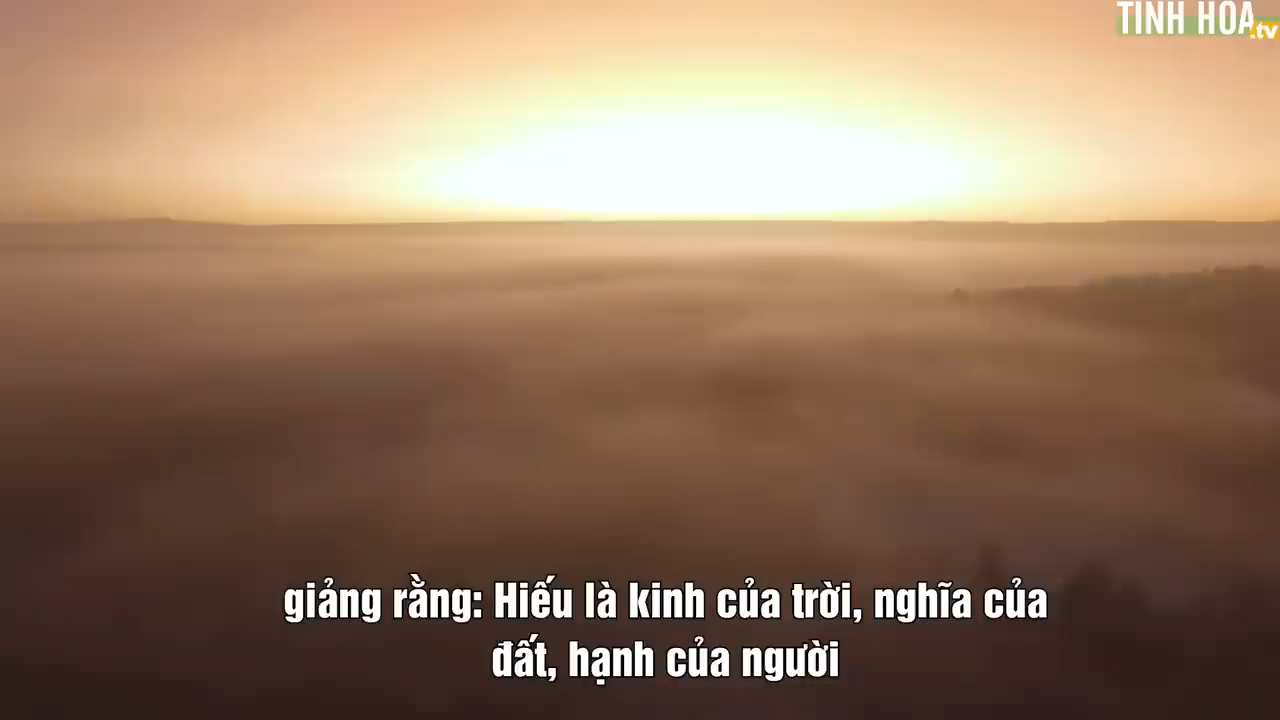 TINH HOA
.tv
giảng rằng: Hiếu là kinh của trời, nghĩa của
đất, hạnh của người